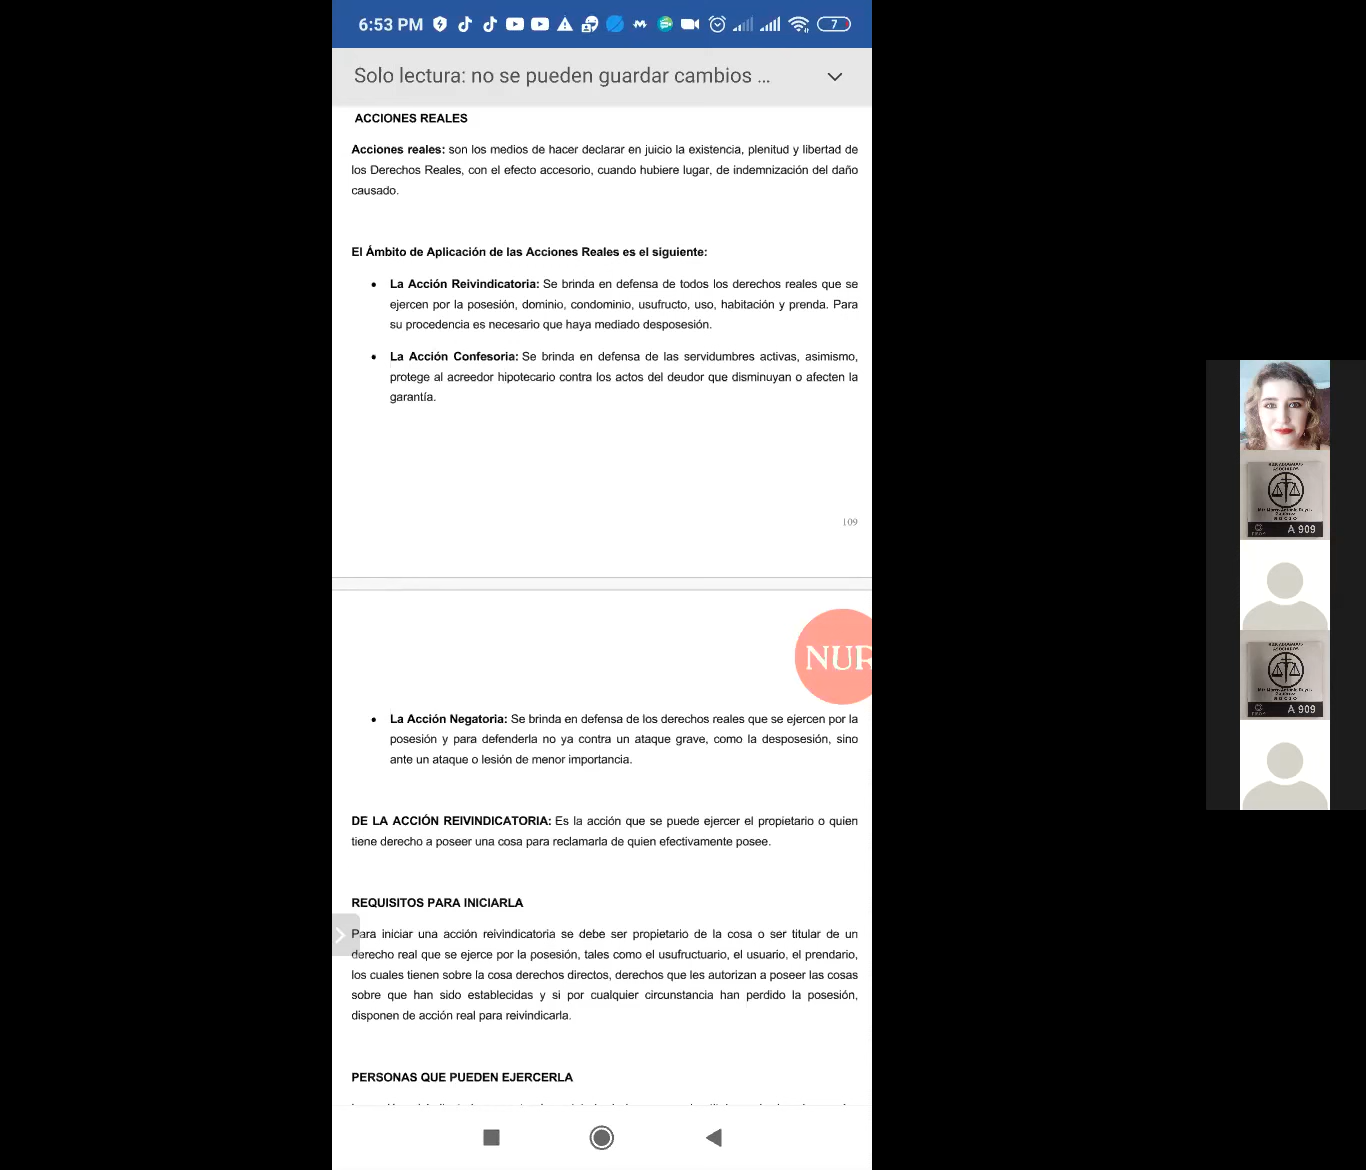 6:53 PM
7
Solo lectura: no se pueden guardar cambios ...
ACCIONES REALES
Acciones reales: son los medios de hacer declarar en juicio la existencia, plenitud y libertad de
los Derechos Reales, con el efecto accesorio, cuando hubiere lugar, de indemnización del daño
causado.
El Ámbito de Aplicación de las Acciones Reales es el siguiente:
• La Acción Reivindicatoria: Se brinda en defensa de todos los derechos reales que se
ejercen por la posesión, dominio, condominio, usufructo, uso, habitación y prenda. Para
su procedencia es necesario que haya mediado desposesión.
• La Acción Confesoria: Se brinda en defensa de las servidumbres activas, asimismo,
protege al acreedor hipotecario contra los actos del deudor que disminuyan o afecten la
garantía.
109
NUR
• La Acción Negatoria: Se brinda en defensa de los derechos reales que se ejercen por la
posesión y para defenderla no ya contra un ataque grave, como la desposesión, sino
ante un ataque o lesión de menor importancia.
DE LA ACCIÓN REIVINDICATORIA: Es la acción que se puede ejercer el propietario o quien
tiene derecho a poseer una cosa para reclamarla de quien efectivamente posee.
REQUISITOS PARA INICIARLA
Para iniciar una acción reivindicatoria se debe ser propietario de la cosa o ser titular de un
derecho real que se ejerce por la posesión, tales como el usufructuario, el usuario, el prendario,
los cuales tienen sobre la cosa derechos directos, derechos que les autorizan a poseer las cosas
sobre que han sido establecidas y si por cualquier circunstancia han perdido la posesión,
disponen de acción real para reivindicarla.
PERSONAS QUE PUEDEN EJERCERLA
ABOGADOS
ASOCIADOS
A 909
ABOGADOS
ASOCIADOS
A 909